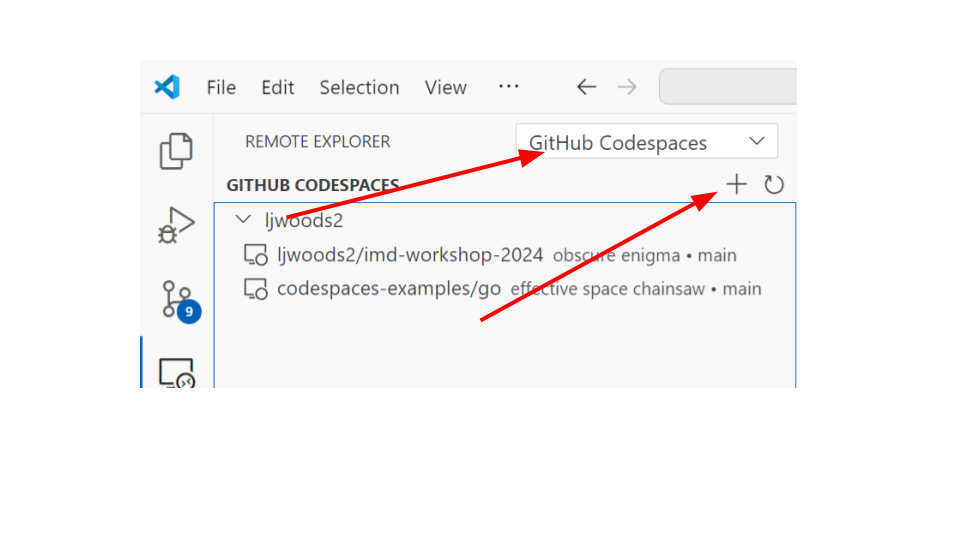 File Edit Selection View ...
REMOTE EXPLORER GitHub Codespaces
GITHUB CODESPACES
ljwoods2
ljwoods2/imd-workshop-2024 obscure enigma • main
codespaces-examples/go effective space chainsaw • main
9